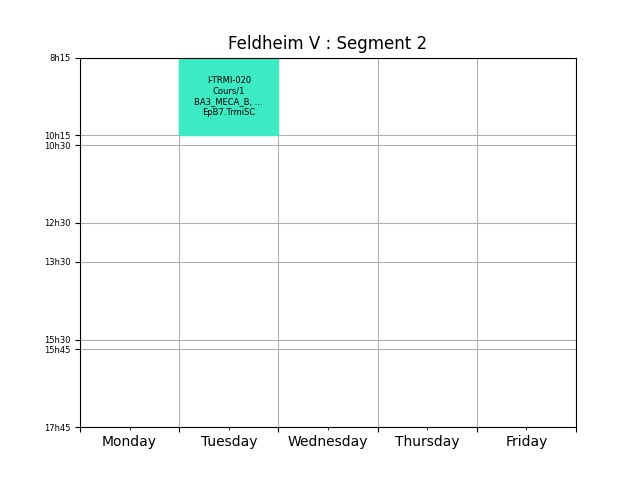 Feldheim V : Segment 2
8h15
I-TRMI-020
Cours/1
BA3_MECA_B, ...
EpB7.TrmiSC
10h15
10h30
12h30
13h30
15h30
15h45
17h45
Monday Tuesday Wednesday Thursday Friday